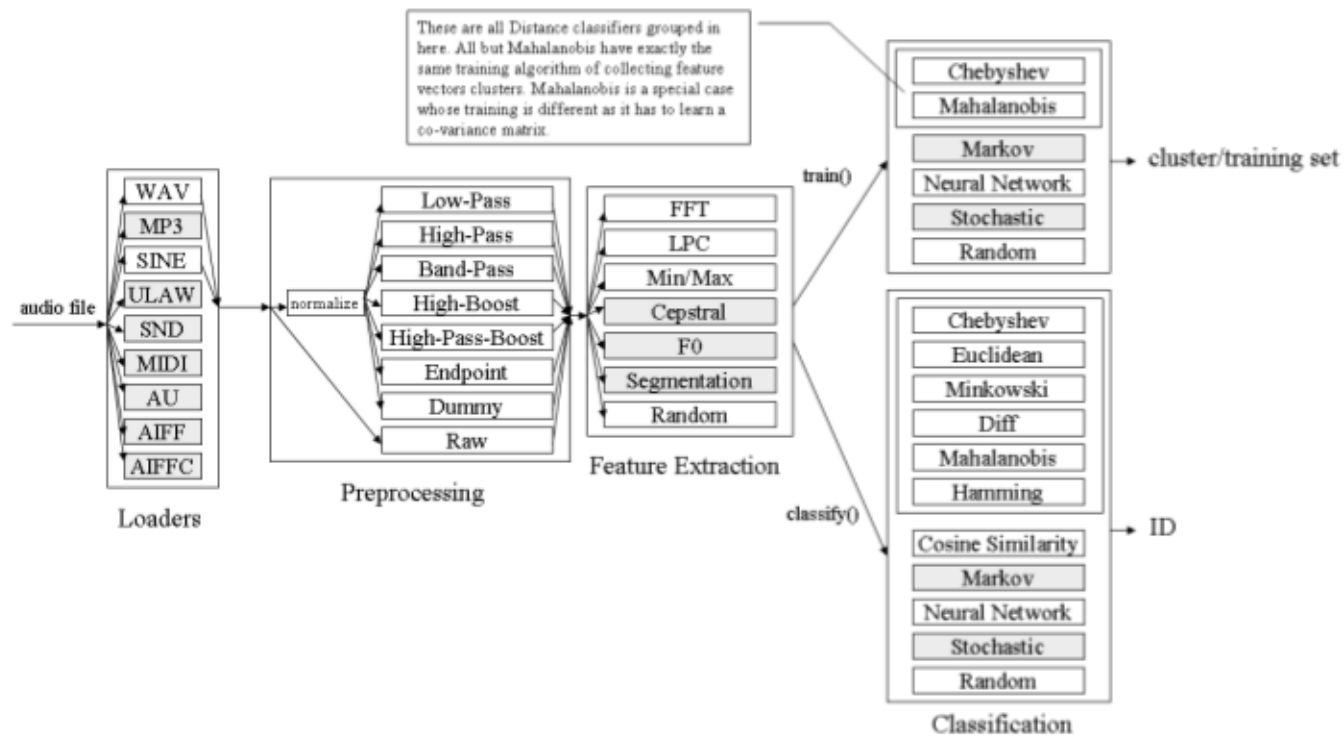 These are all Distance classifiers grouped in
here. All but Mahalanobis have exactly the
same training algorithm of collecting feature
vectors clusters. Mahalanobis is a special case
whose training is different as it has to learn a
co-variance matrix.
audio file
WAV
MP3
SINE
ULAW
SND
MIDI
AU
AIFF
AIFFC
Loaders
normalize
Low-Pass
High-Pass
Band-Pass
High-Boost
High-Pass-Boost
Endpoint
Dummy
Raw
Preprocessing
FFT
LPC
Min/Max
Cepstral
F0
Segmentation
Random
Feature Extraction
train()
Chebyshev
Mahalanobis
Markov
Neural Network
Stochastic
Random
cluster/training set
classify()
Chebyshev
Euclidean
Minkowski
Diff
Mahalanobis
Hamming
Cosine Similarity
Markov
Neural Network
Stochastic
Random
ID
Classification